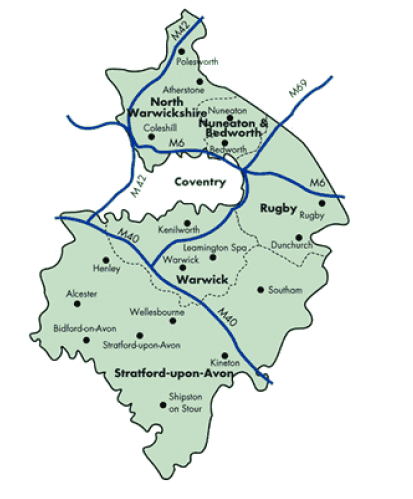 M42
Polesworth
M69
Atherstone
North
Warwickshire
Nuneaton
Nuneaton &
Bedworth
Coleshill
M6
Bedworth
M42
Coventry
M6
Rugby
Rugby
Kenilworth
M40
Leamington Spa
Dunchurch
Warwick
Henley
Warwick
Southam
Alcester
Wellesbourne
M40
Bidford-on-Avon
Stratford-upon-Avon
Kineton
Stratford-upon-Avon
Shipston
on Stour